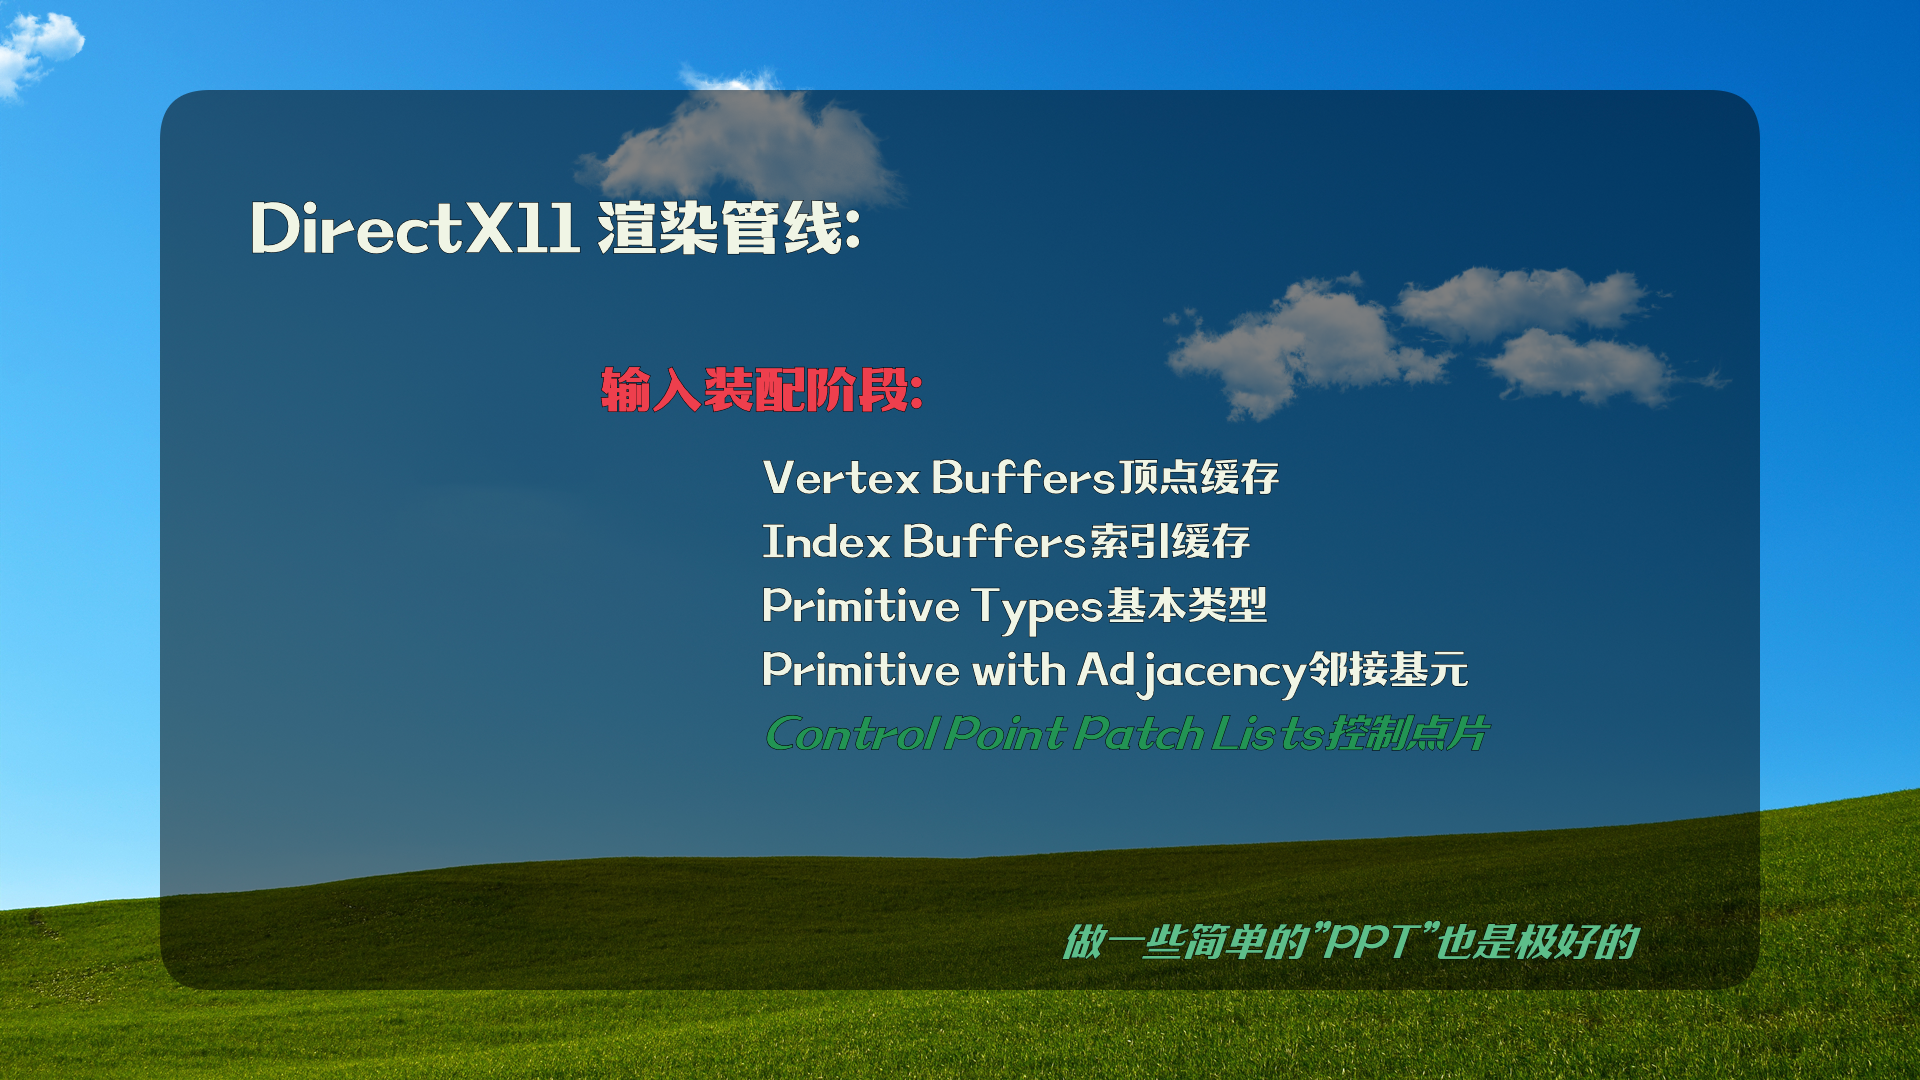 DirectX11 渲染管线:
输入装配阶段:
Vertex Buffers顶点缓存
Index Buffers索引缓存
Primitive Types基本类型
Primitive with Adjacency邻接基元
Control Point Patch Lists控制点片
做一些简单的"PPT"也是极好的